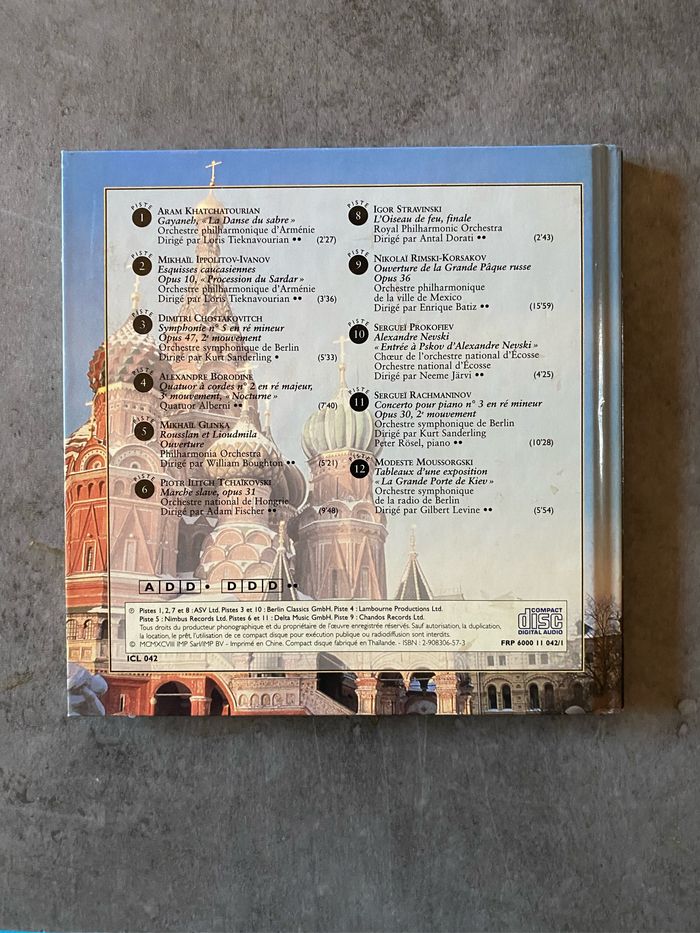 PISTE
1
ARAM KHATCHATOURIAN
Gayaneh, « La Danse du sabre »
Orchestre philharmonique d'Arménie
Dirigé par Loris Tieknavourian •• (2'27)
PISTE
2
MIKHAÏL IPPOLITOV-IVANOV
Esquisses caucasiennes
Opus 10, « Procession du Sardar »
Orchestre philharmonique d'Arménie
Dirigé par Loris Tieknavourian •• (3'36)
PISTE
3
DIMITRI CHOSTAKOVITCH
Symphonie n° 5 en ré mineur
Opus 47, 2e mouvement
Orchestre symphonique de Berlin
Dirigé par Kurt Sanderling • (5'33)
PISTE
4
ALEXANDRE BORODINE
Quatuor à cordes n° 2 en ré majeur,
3e mouvement, « Nocturne »
Quatuor Alberni •• (7'40)
PISTE
5
MIKHAÏL GLINKA
Rousslan et Lioudmila
Ouverture
Philharmonia Orchestra
Dirigé par William Boughton •• (5'21)
PISTE
6
PIOTR ILITCH TCHAÏKOVSKI
Marche slave, opus 31
Orchestre national de Hongrie
Dirigé par Adam Fischer •• (9'48)
PISTE
8
IGOR STRAVINSKI
L'Oiseau de feu, finale
Royal Philharmonic Orchestra
Dirigé par Antal Dorati •• (2'43)
PISTE
9
NIKOLAÏ RIMSKI-KORSAKOV
Ouverture de la Grande Pâque russe
Opus 36
Orchestre philharmonique
de la ville de Mexico
Dirigé par Enrique Batiz •• (15'59)
PISTE
10
SERGUEÏ PROKOFIEV
Alexandre Nevski
« Entrée à Pskov d'Alexandre Nevski »
Chœur de l'orchestre national d'Écosse
Orchestre national d'Écosse
Dirigé par Neeme Järvi •• (4'25)
PISTE
11
SERGUEÏ RACHMANINOV
Concerto pour piano n° 3 en ré mineur
Opus 30, 2e mouvement
Orchestre symphonique de Berlin
Dirigé par Kurt Sanderling
Peter Rösel, piano •• (10'28)
PISTE
12
MODESTE MOUSSORGSKI
Tableaux d'une exposition
« La Grande Porte de Kiev »
Orchestre symphonique
de la radio de Berlin
Dirigé par Gilbert Levine •• (5'54)
ADD • DDD ••
℗ Pistes 1, 2, 7 et 8 : ASV Ltd. Pistes 3 et 10 : Berlin Classics GmbH. Piste 4 : Lambourne Productions Ltd.
Piste 5 : Nimbus Records Ltd. Pistes 6 et 11 : Delta Music GmbH. Piste 9 : Chandos Records Ltd.
Tous droits du producteur phonographique et du propriétaire de l'œuvre enregistrée réservés. Sauf autorisation, la duplication,
la location, le prêt, l'utilisation de ce compact disque pour exécution publique ou radiodiffusion sont interdits.
© MCMXCVIII IMP Sarl/IMP BV – Imprimé en Chine. Compact disque fabriqué en Thaïlande. - ISBN : 2-908306-57-3
COMPACT
disc
DIGITAL AUDIO
ICL 042
FRP 6000 11 042/1